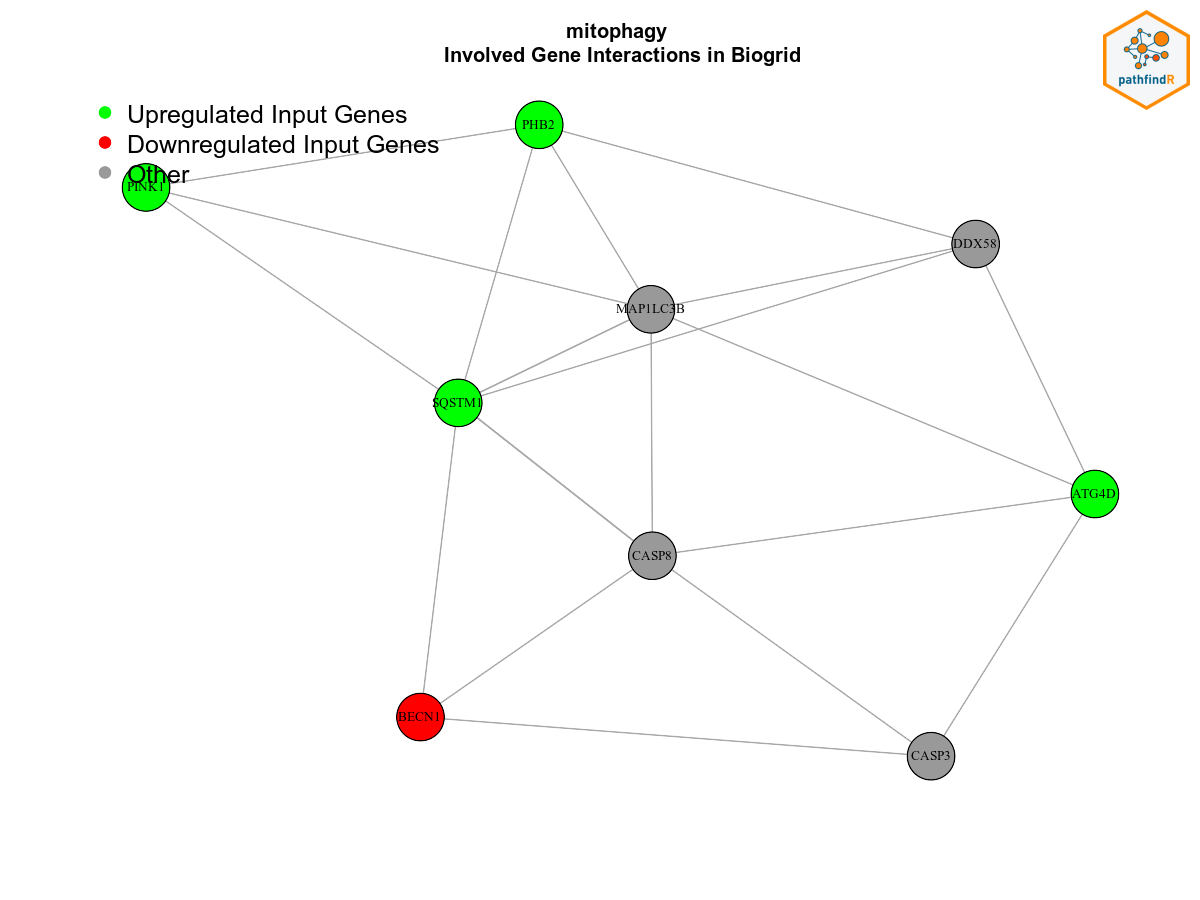 mitophagy
Involved Gene Interactions in Biogrid
pathfindR
Upregulated Input Genes
Downregulated Input Genes
Other
PHB2
PINK1
DDX58
MAP1LC3B
SQSTM1
ATG4D
CASP8
BECN1
CASP3